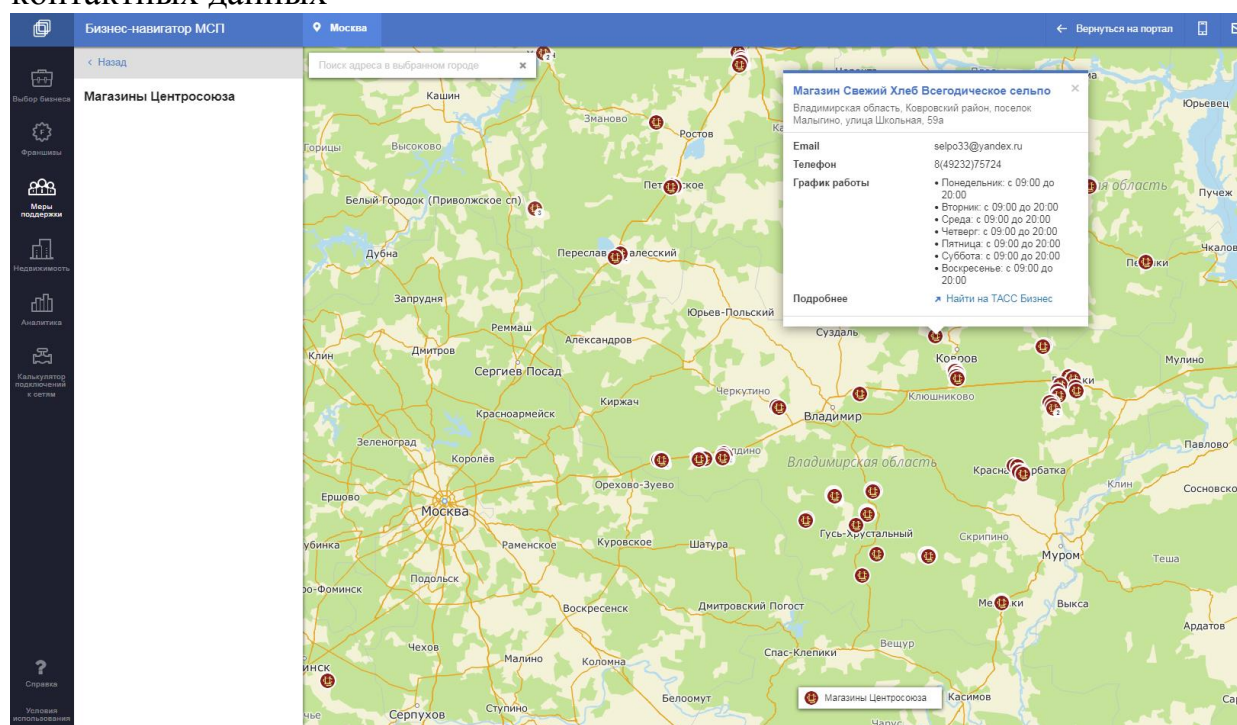 контактных данных
Бизнес-навигатор МСП
Москва
Вернуться на портал
Выбор бизнеса
Франшизы
Меры
поддержки
Недвижимость
Аналитика
Калькулятор
подключений
к сетям
Справка
Условия
использования
Назад
Магазины Центросоюза
Поиск адреса в выбранном городе
Магазин Свежий Хлеб Всегодическое сельпо
Владимирская область, Ковровский район, поселок
Малыгино, улица Школьная, 59а
Email
selpo33@yandex.ru
Телефон
8(49232)75724
График работы
• Понедельник: с 09:00 до
20:00
• Вторник: с 09:00 до 20:00
• Среда: с 09:00 до 20:00
• Четверг: с 09:00 до 20:00
• Пятница: с 09:00 до 20:00
• Суббота: с 09:00 до 20:00
• Воскресенье: с 09:00 до
20:00
Подробнее
Найти на ТАСС Бизнес
Кашин
Зманово
Ростов
Юрьевец
Горицы
Высоково
Белый Городок (Приволжское сп)
Пучеж
Дубна
Запрудня
Юрьев-Польский
Реммаш
Александров
Суздаль
Клин
Дмитров
Сергиев Посад
Ковров
Мулино
Черкутино
Клюшниково
Киржач
Владимир
Красноармейск
Зеленоград
Королёв
Владимирская область
Павлово
Орехово-Зуево
Клин
Ершово
Москва
Гусь-Хрустальный
Скрипино
Раменское
Куровское
Шатура
Муром
Теша
Подольск
Воскресенск
Дмитровский Погост
Выкса
Ардатов
Чехов
Малино
Коломна
Спас-Клепики
Вещур
Белоомут
Магазины Центросоюза
Касимов
Серпухов
Ступино